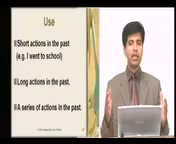 Use
Short actions in the past
(e.g. I went to school)
Long actions in the past.
A series of actions in the past.